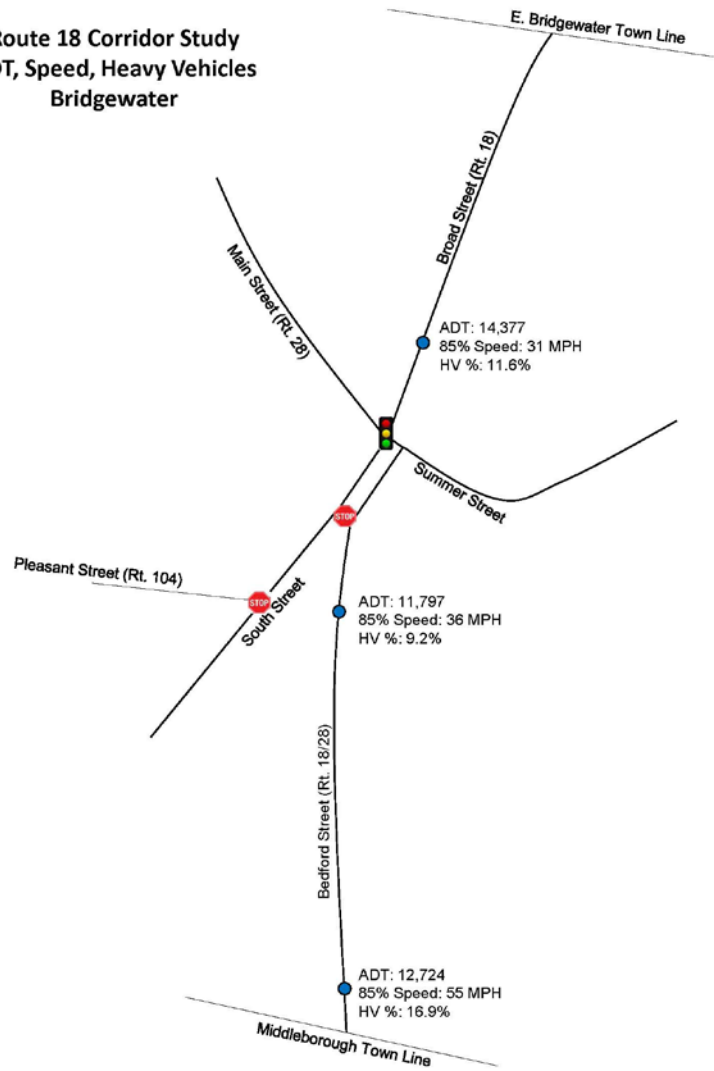 oute 18 Corridor Study
T, Speed, Heavy Vehicles
Bridgewater
E. Bridgewater Town Line
Broad Street (Rt. 18)
Main Street (Rt. 28)
ADT: 14,377
85% Speed: 31 MPH
HV %: 11.6%
Summer Street
STOP
Pleasant Street (Rt. 104)
STOP
South Street
ADT: 11,797
85% Speed: 36 MPH
HV %: 9.2%
Bedford Street (Rt. 18/28)
ADT: 12,724
85% Speed: 55 MPH
HV %: 16.9%
Middleborough Town Line